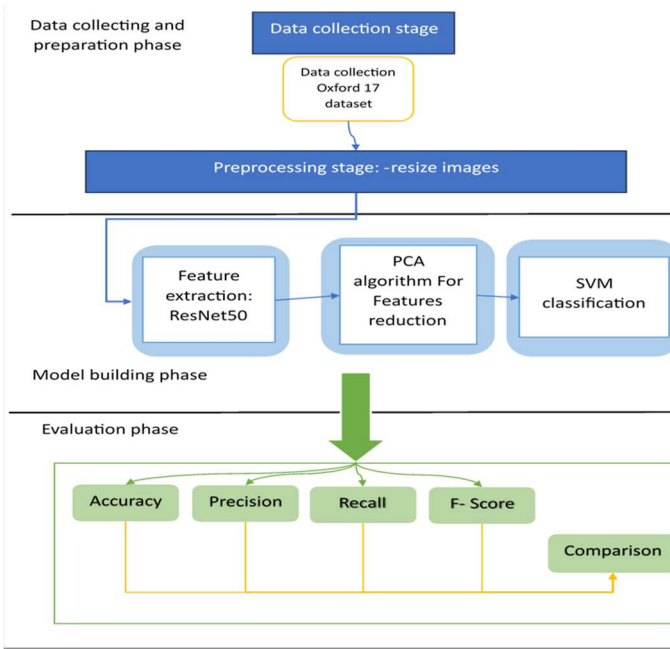 Data collecting and
preparation phase
Data collection stage
Data collection
Oxford 17
dataset
Preprocessing stage: -resize images
Feature
extraction:
ResNet50
PCA
algorithm For
Features
reduction
SVM
classification
Model building phase
Evaluation phase
Accuracy
Precision
Recall
F- Score
Comparison